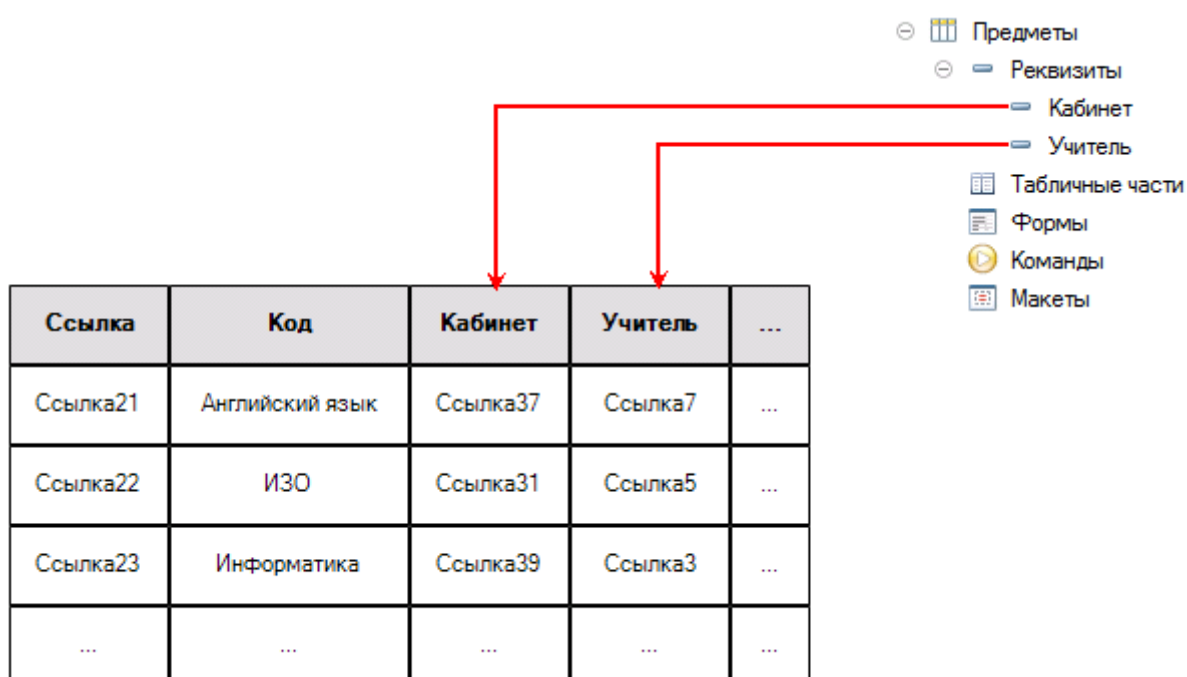 Предметы
Реквизиты
Кабинет
Учитель
Табличные части
Формы
Команды
Макеты
Ссылка Код Кабинет Учитель ...
Ссылка21 Английский язык Ссылка37 Ссылка7 ...
Ссылка22 ИЗО Ссылка31 Ссылка5 ...
Ссылка23 Информатика Ссылка39 Ссылка3 ...
... ... ... ... ...